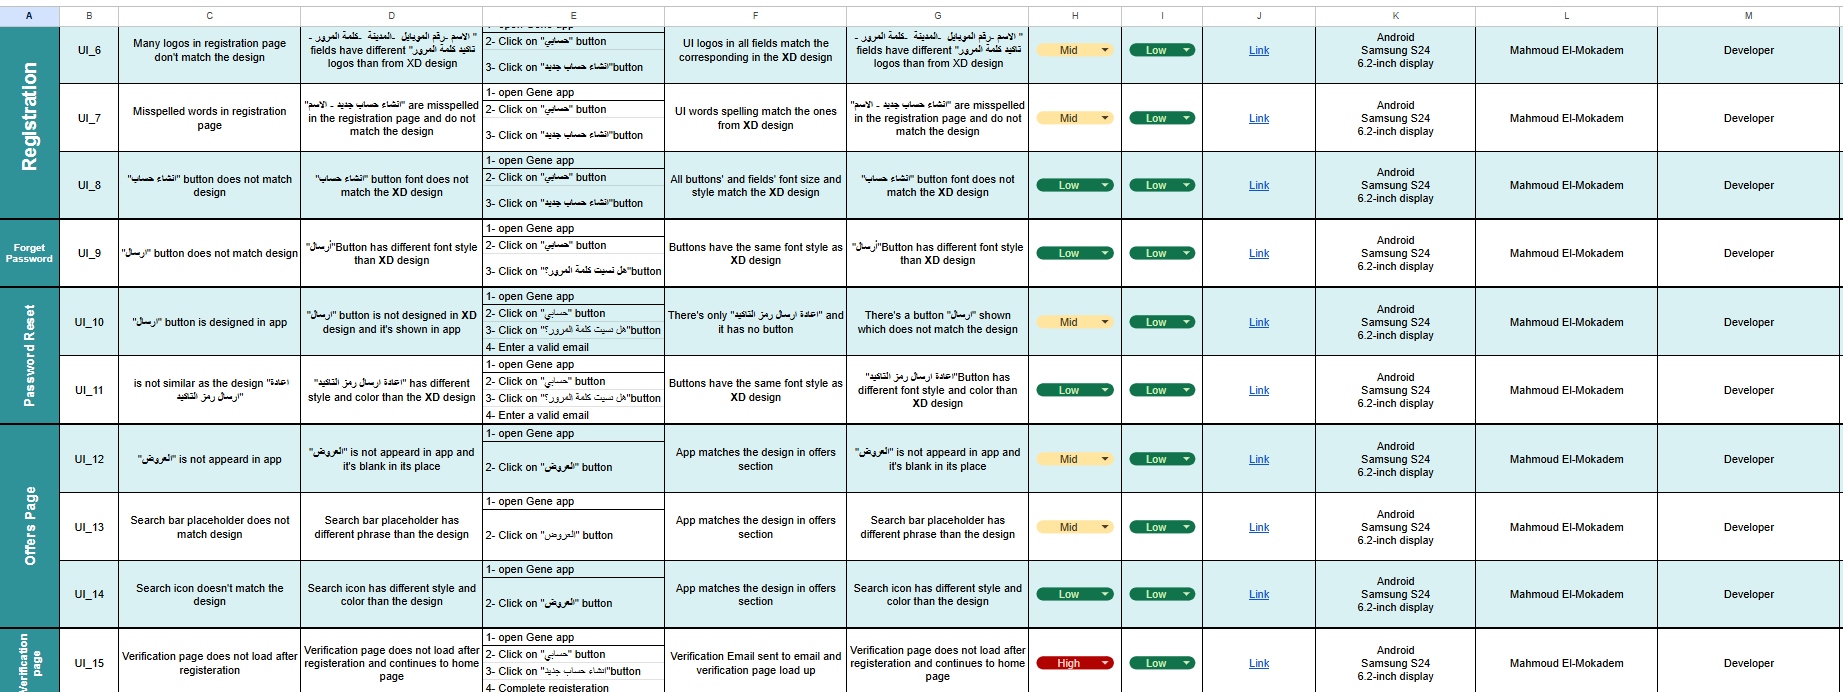 A B C D E F G H I J K L M
Registration
UI_6
Many logos in registration page
don't match the design
" الاسم -رقم الموبايل -المدينة -كلمة المرور -
تاكيد كلمة المرور" fields have different
logos than from XD design
2- Click on "حسابي" button
3- Click on "انشاء حساب جديد"button
UI logos in all fields match the
corresponding in the XD design
" الاسم -رقم الموبايل -المدينة -كلمة المرور -
تاكيد كلمة المرور" fields have different
logos than from XD design
Mid
Low
Link
Android
Samsung S24
6.2-inch display
Mahmoud El-Mokadem
Developer
UI_7
Misspelled words in registration
page
"انشاء حساب جديد - الاسم" are misspelled
in the registration page and do not
match the design
1- open Gene app
2- Click on "حسابي" button
3- Click on "انشاء حساب جديد"button
UI words spelling match the ones
from XD design
"انشاء حساب جديد - الاسم" are misspelled
in the registration page and do not
match the design
Mid
Low
Link
Android
Samsung S24
6.2-inch display
Mahmoud El-Mokadem
Developer
UI_8
"انشاء حساب" button does not match
design
"انشاء حساب" button font does not
match the XD design
1- open Gene app
2- Click on "حسابي" button
3- Click on "انشاء حساب جديد"button
All buttons' and fields' font size and
style match the XD design
"انشاء حساب" button font does not
match the XD design
Low
Low
Link
Android
Samsung S24
6.2-inch display
Mahmoud El-Mokadem
Developer
Forget
Password
UI_9
"ارسال" button does not match design
"أرسال"Button has different font style
than XD design
1- open Gene app
2- Click on "حسابي" button
3- Click on "هل نسيت كلمة المرور؟"button
Buttons have the same font style as
XD design
"أرسال"Button has different font style
than XD design
Low
Low
Link
Android
Samsung S24
6.2-inch display
Mahmoud El-Mokadem
Developer
Password Reset
UI_10
"ارسال" button is designed in app
"ارسال" button is not designed in XD
design and it's shown in app
1- open Gene app
2- Click on "حسابي" button
3- Click on "هل نسيت كلمة المرور؟"button
4- Enter a valid email
There's only "اعادة ارسال رمز التاكيد" and
it has no button
There's a button "ارسال" shown
which does not match the design
Mid
Low
Link
Android
Samsung S24
6.2-inch display
Mahmoud El-Mokadem
Developer
UI_11
is not similar as the design "اعادة
ارسال رمز التاكيد"
"اعادة ارسال رمز التاكيد" has different
style and color than the XD design
1- open Gene app
2- Click on "حسابي" button
3- Click on "هل نسيت كلمة المرور؟"button
4- Enter a valid email
Buttons have the same font style as
XD design
"اعادة ارسال رمز التاكيد"Button has
different font style and color than
XD design
Low
Low
Link
Android
Samsung S24
6.2-inch display
Mahmoud El-Mokadem
Developer
Offers Page
UI_12
"العروض" is not appeard in app
"العروض" is not appeard in app and
it's blank in its place
1- open Gene app
2- Click on "العروض" button
App matches the design in offers
section
"العروض" is not appeard in app and
it's blank in its place
Mid
Low
Link
Android
Samsung S24
6.2-inch display
Mahmoud El-Mokadem
Developer
UI_13
Search bar placeholder does not
match design
Search bar placeholder has
different phrase than the design
1- open Gene app
2- Click on "العروض" button
App matches the design in offers
section
Search bar placeholder has
different phrase than the design
Mid
Low
Link
Android
Samsung S24
6.2-inch display
Mahmoud El-Mokadem
Developer
UI_14
Search icon doesn't match the
design
Search icon has different style and
color than the design
1- open Gene app
2- Click on "العروض" button
App matches the design in offers
section
Search icon has different style and
color than the design
Low
Low
Link
Android
Samsung S24
6.2-inch display
Mahmoud El-Mokadem
Developer
Verification
page
UI_15
Verification page does not load after
registeration
Verification page does not load after
registeration and continues to home
page
1- open Gene app
2- Click on "حسابي" button
3- Click on "انشاء حساب جديد"button
4- Complete registeration
Verification Email sent to email and
verification page load up
Verification page does not load after
registeration and continues to home
page
High
Low
Link
Android
Samsung S24
6.2-inch display
Mahmoud El-Mokadem
Developer